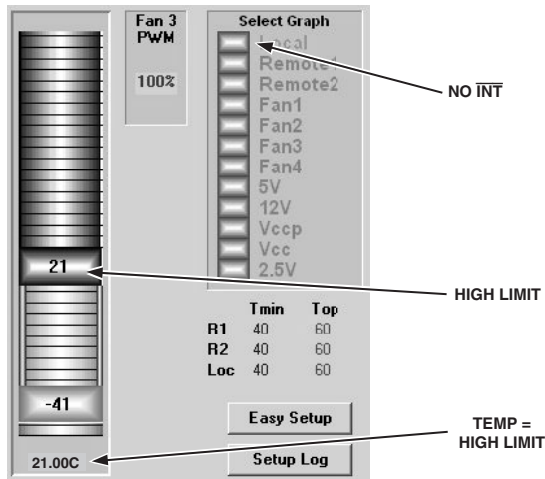 Fan 3
PWM
100%
Select Graph
Local
Remote1
Remote2
Fan1
Fan2
Fan3
Fan4
5V
12V
Vccp
Vcc
2.5V
NO INT
21
HIGH LIMIT
Tmin Top
R1 40 60
R2 40 60
Loc 40 60
-41
Easy Setup
TEMP =
HIGH LIMIT
21.00C
Setup Log